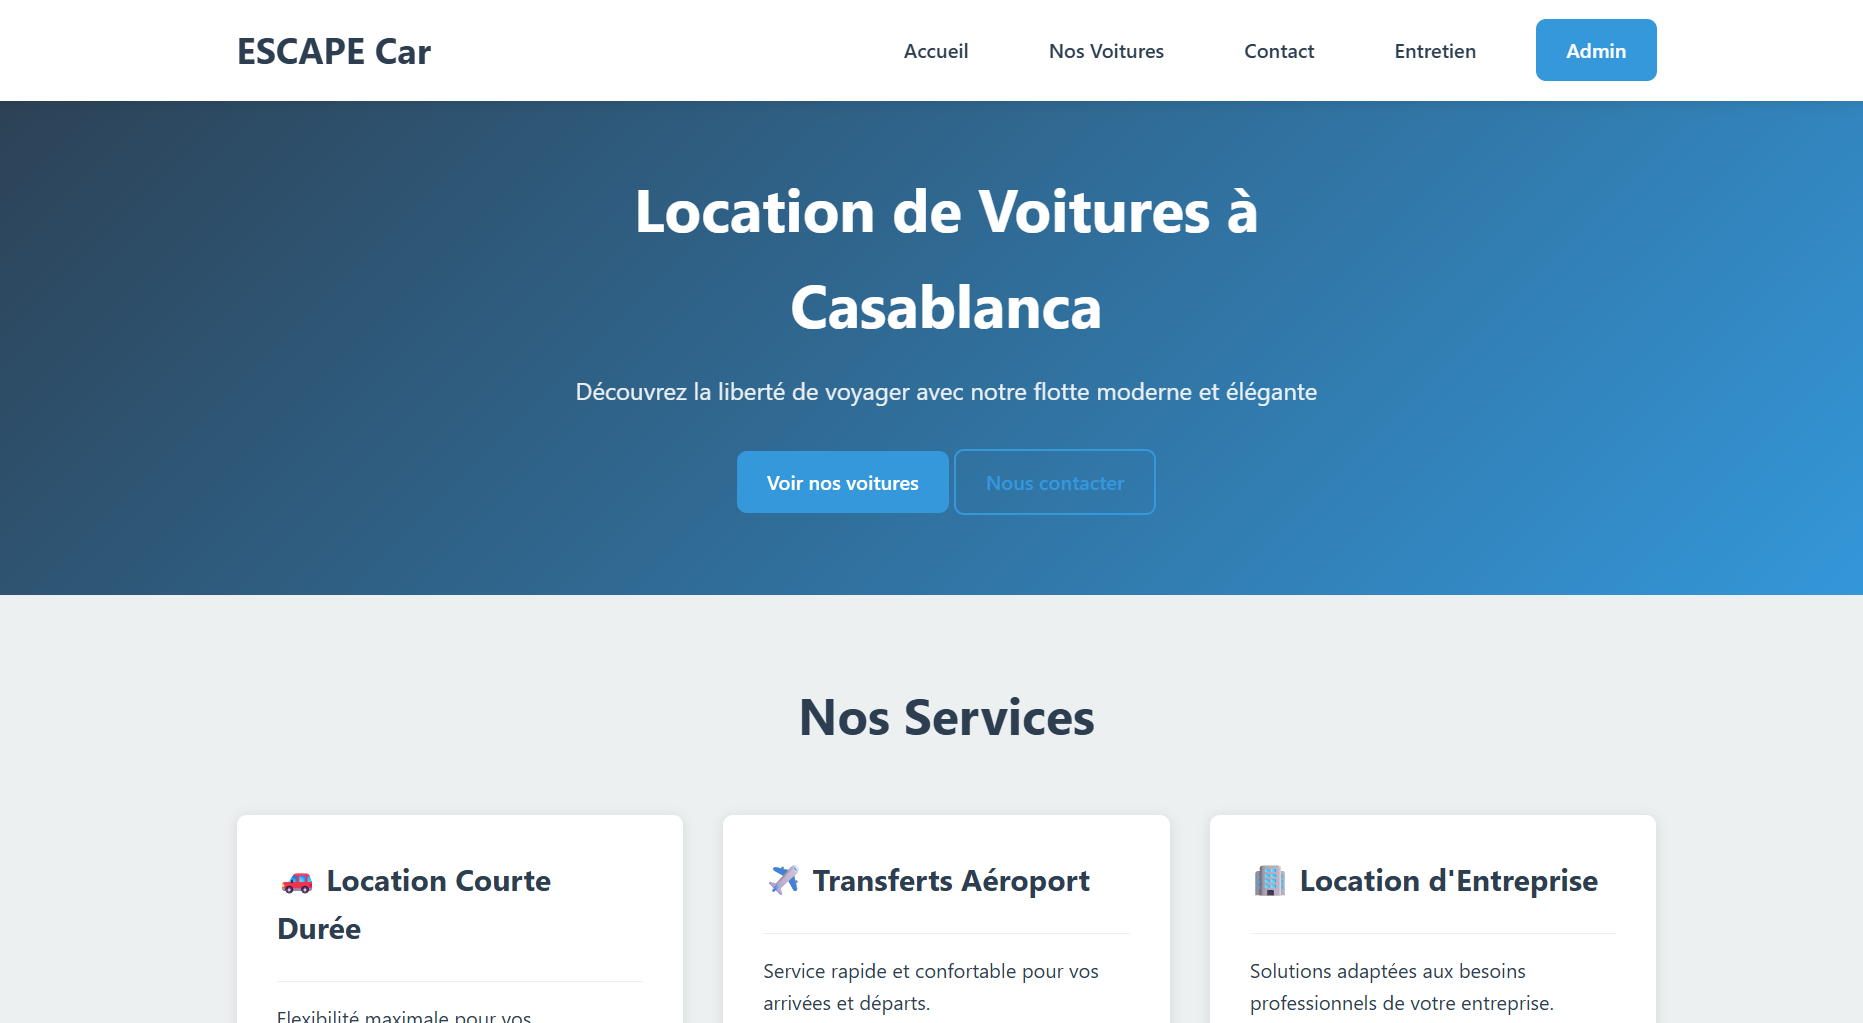 ESCAPE Car
Accueil
Nos Voitures
Contact
Entretien
Admin
Location de Voitures à
Casablanca
Découvrez la liberté de voyager avec notre flotte moderne et élégante
Voir nos voitures
Nous contacter
Nos Services
Location Courte
Durée
Flexibilité maximale pour vos
Transferts Aéroport
Service rapide et confortable pour vos
arrivées et départs.
Location d'Entreprise
Solutions adaptées aux besoins
professionnels de votre entreprise.